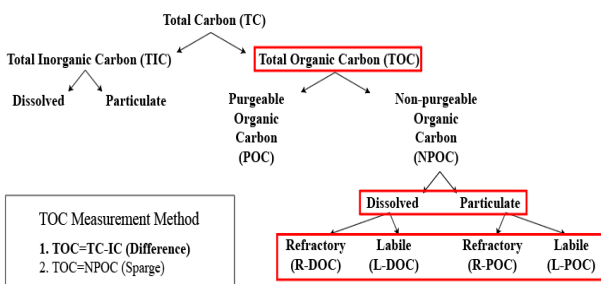 Total Carbon (TC)
Total Inorganic Carbon (TIC)
Total Organic Carbon (TOC)
Dissolved
Particulate
Purgeable
Organic
Carbon
(POC)
Non-purgeable
Organic
Carbon
(NPOC)
Dissolved
Particulate
Refractory
(R-DOC)
Labile
(L-DOC)
Refractory
(R-POC)
Labile
(L-POC)
TOC Measurement Method
1. TOC=TC-IC (Difference)
2. TOC=NPOC (Sparge)